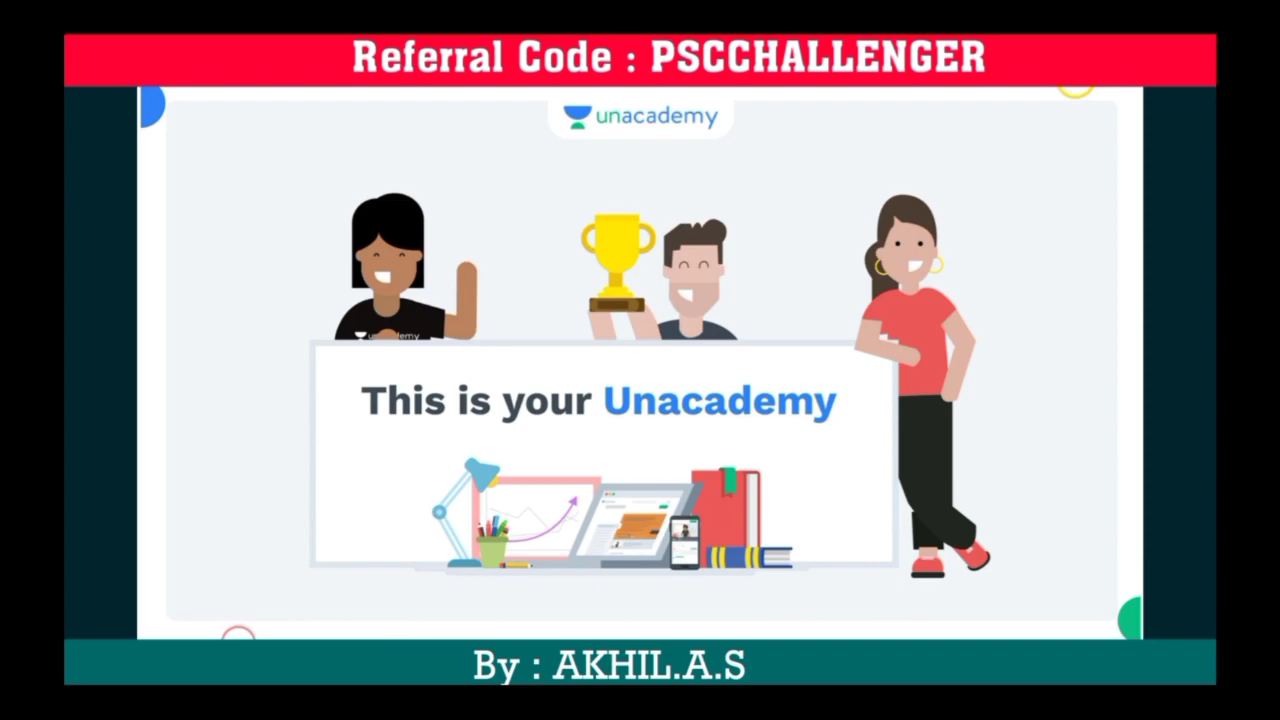 Referral Code : PSCCHALLENGER
unacademy
This is your Unacademy
By : AKHIL.A.S